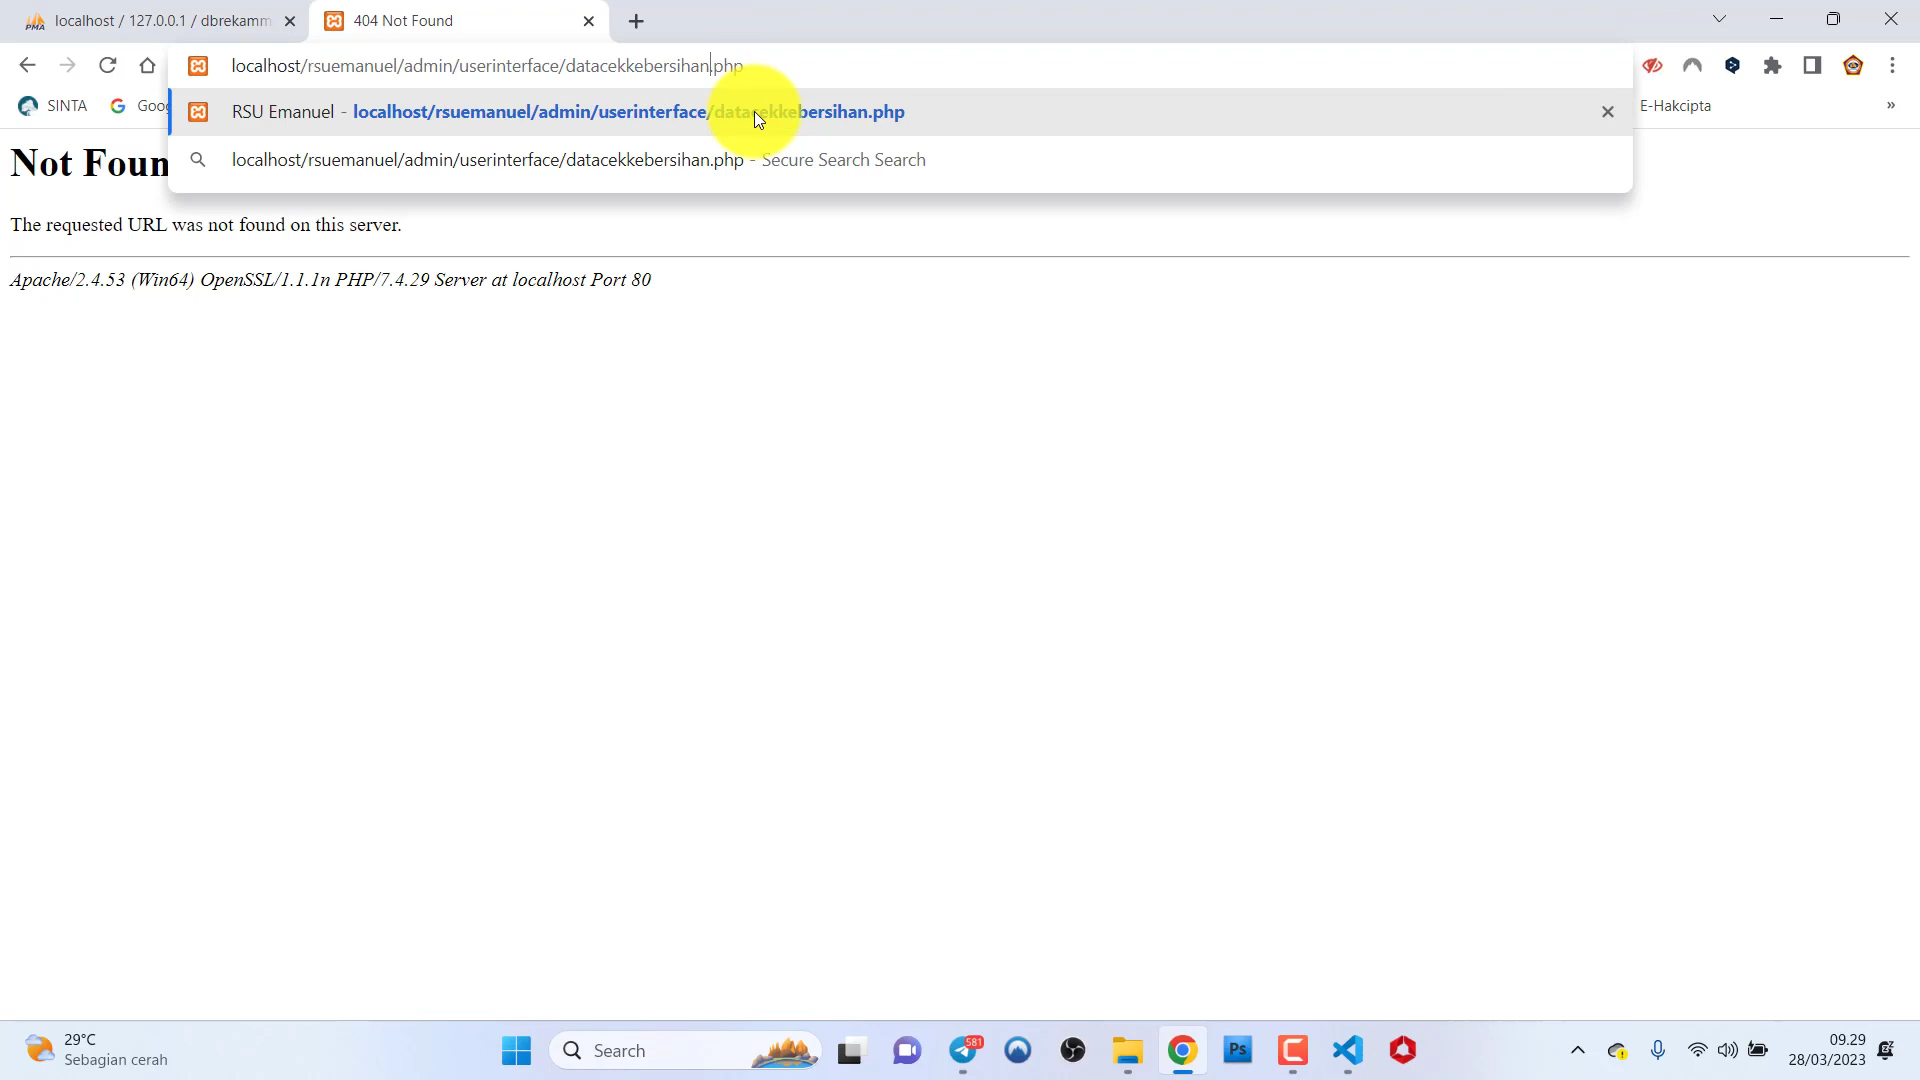 localhost / 127.0.0.1 / dbrekamm
404 Not Found
localhost/rsuemanuel/admin/userinterface/datacekkebersihan.php
SINTA
Goog
RSU Emanuel - localhost/rsuemanuel/admin/userinterface/datacekkebersihan.php
E-Hakcipta
»
localhost/rsuemanuel/admin/userinterface/datacekkebersihan.php - Secure Search Search
Not Foun
The requested URL was not found on this server.
Apache/2.4.53 (Win64) OpenSSL/1.1.1n PHP/7.4.29 Server at localhost Port 80
29°C
Sebagian cerah
Search
581
Ps
09.29
28/03/2023